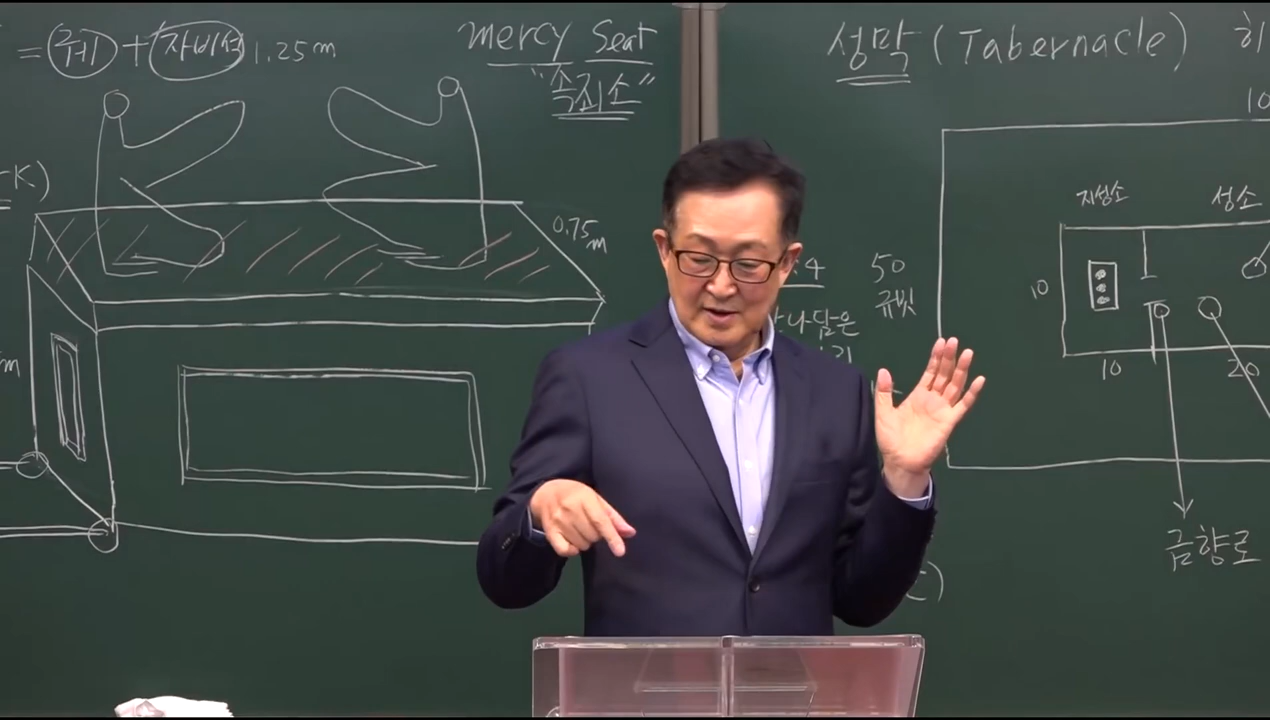 = 궤 + 자비석 1.25m
mercy Seat
"속죄소"
0.75m
성막 (Tabernacle)
10
지성소
성소
50
규빗
10
10
20
금향로